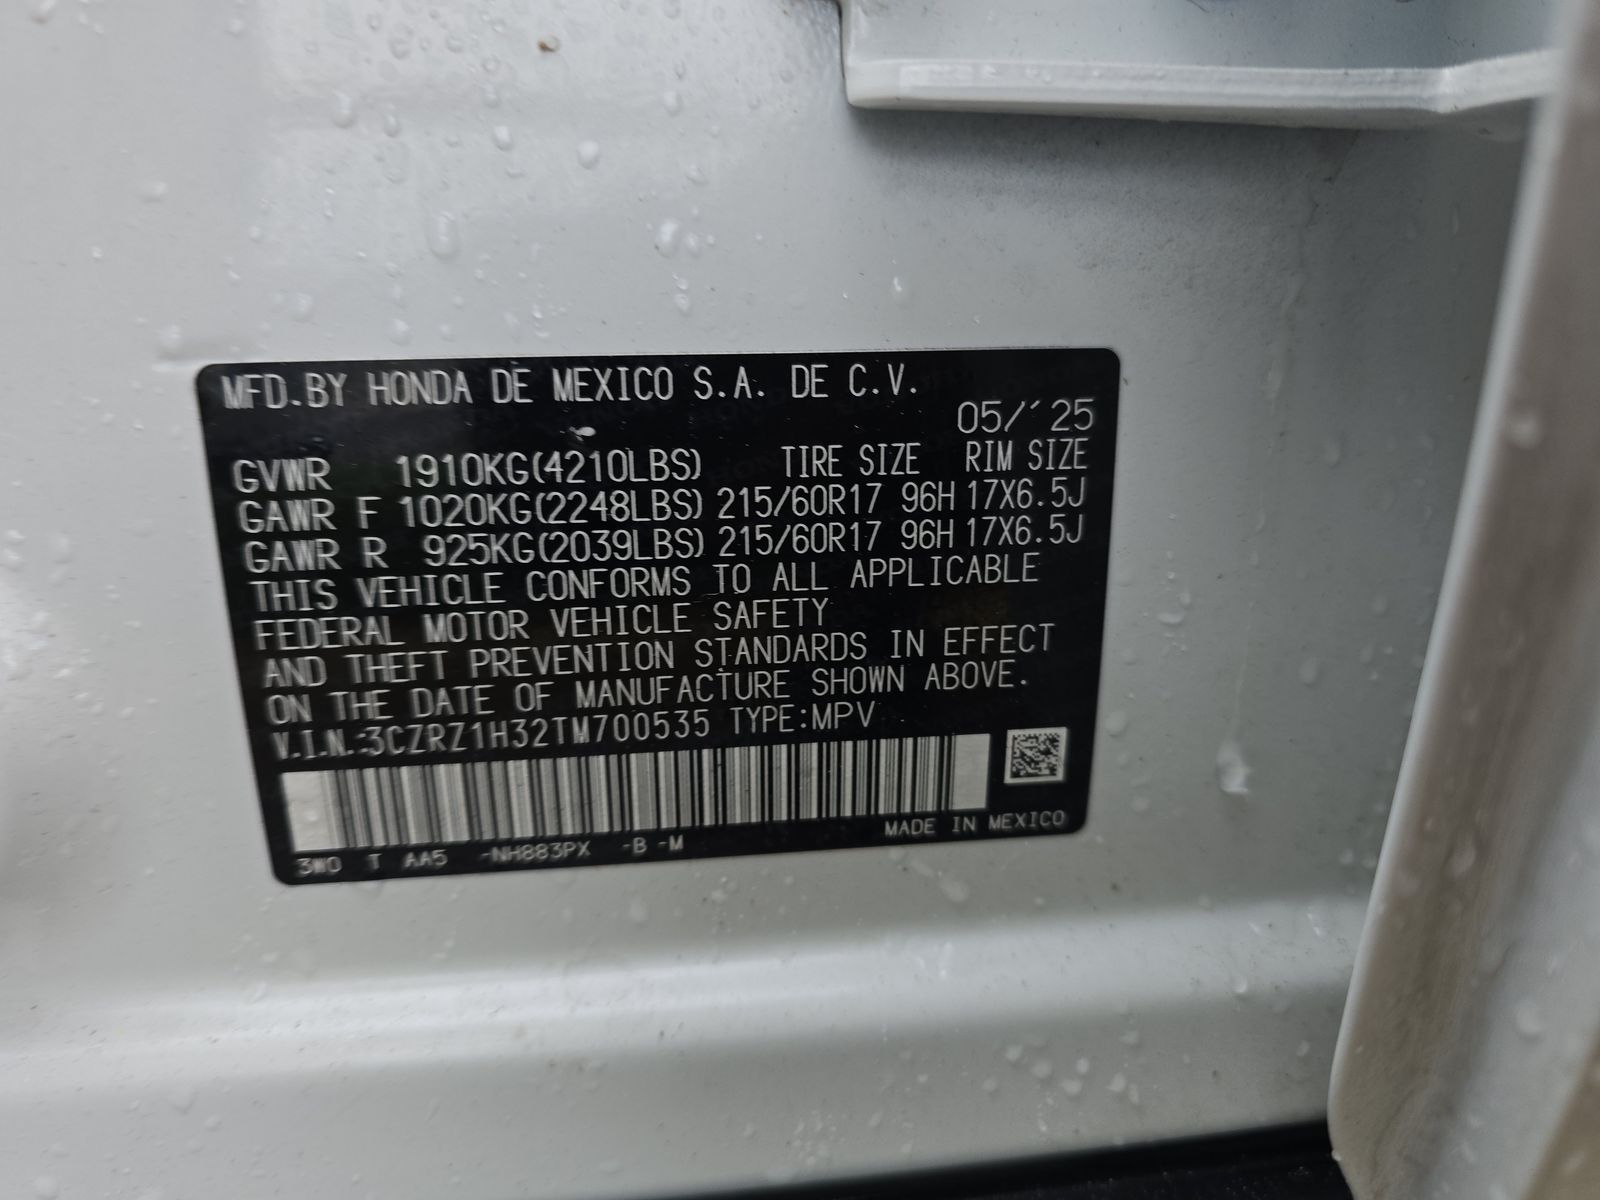 MFD.BY HONDA DE MEXICO S.A. DE C.V.
05/'25
GVWR 1910KG(4210LBS) TIRE SIZE RIM SIZE
GAWR F 1020KG(2248LBS) 215/60R17 96H 17X6.5J
GAWR R 925KG(2039LBS) 215/60R17 96H 17X6.5J
THIS VEHICLE CONFORMS TO ALL APPLICABLE
FEDERAL MOTOR VEHICLE SAFETY
AND THEFT PREVENTION STANDARDS IN EFFECT
ON THE DATE OF MANUFACTURE SHOWN ABOVE.
V.I.N.:3CZRZ1H32TM700535 TYPE:MPV
3W0 T AA5 -NH883PX -B -M MADE IN MEXICO